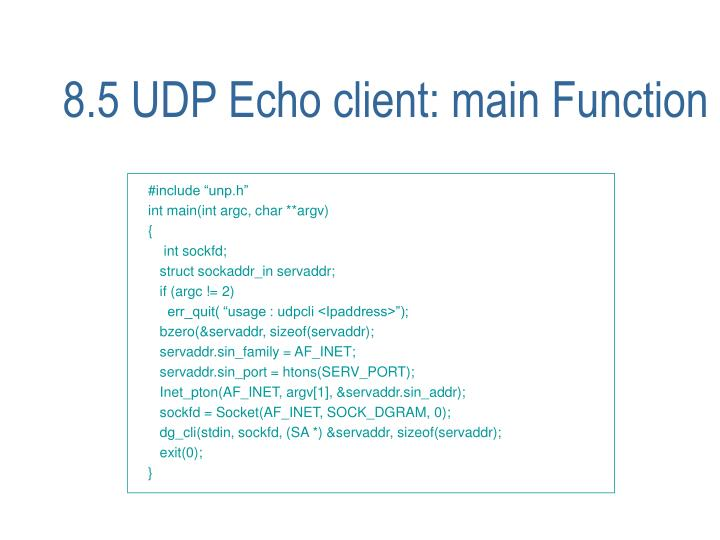 8.5 UDP Echo client: main Function
#include “unp.h”
int main(int argc, char **argv)
{
int sockfd;
struct sockaddr_in servaddr;
if (argc != 2)
err_quit( “usage : udpcli <Ipaddress>”);
bzero(&servaddr, sizeof(servaddr);
servaddr.sin_family = AF_INET;
servaddr.sin_port = htons(SERV_PORT);
Inet_pton(AF_INET, argv[1], &servaddr.sin_addr);
sockfd = Socket(AF_INET, SOCK_DGRAM, 0);
dg_cli(stdin, sockfd, (SA *) &servaddr, sizeof(servaddr);
exit(0);
}